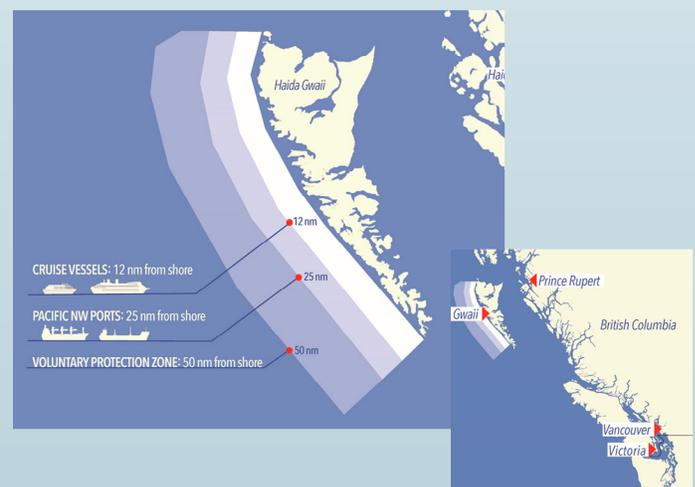 Haida Gwaii
Hai
12 nm
CRUISE VESSELS: 12 nm from shore
25 nm
PACIFIC NW PORTS: 25 nm from shore
50 nm
VOLUNTARY PROTECTION ZONE: 50 nm from shore
Prince Rupert
Gwaii
British Columbia
Vancouver
Victoria